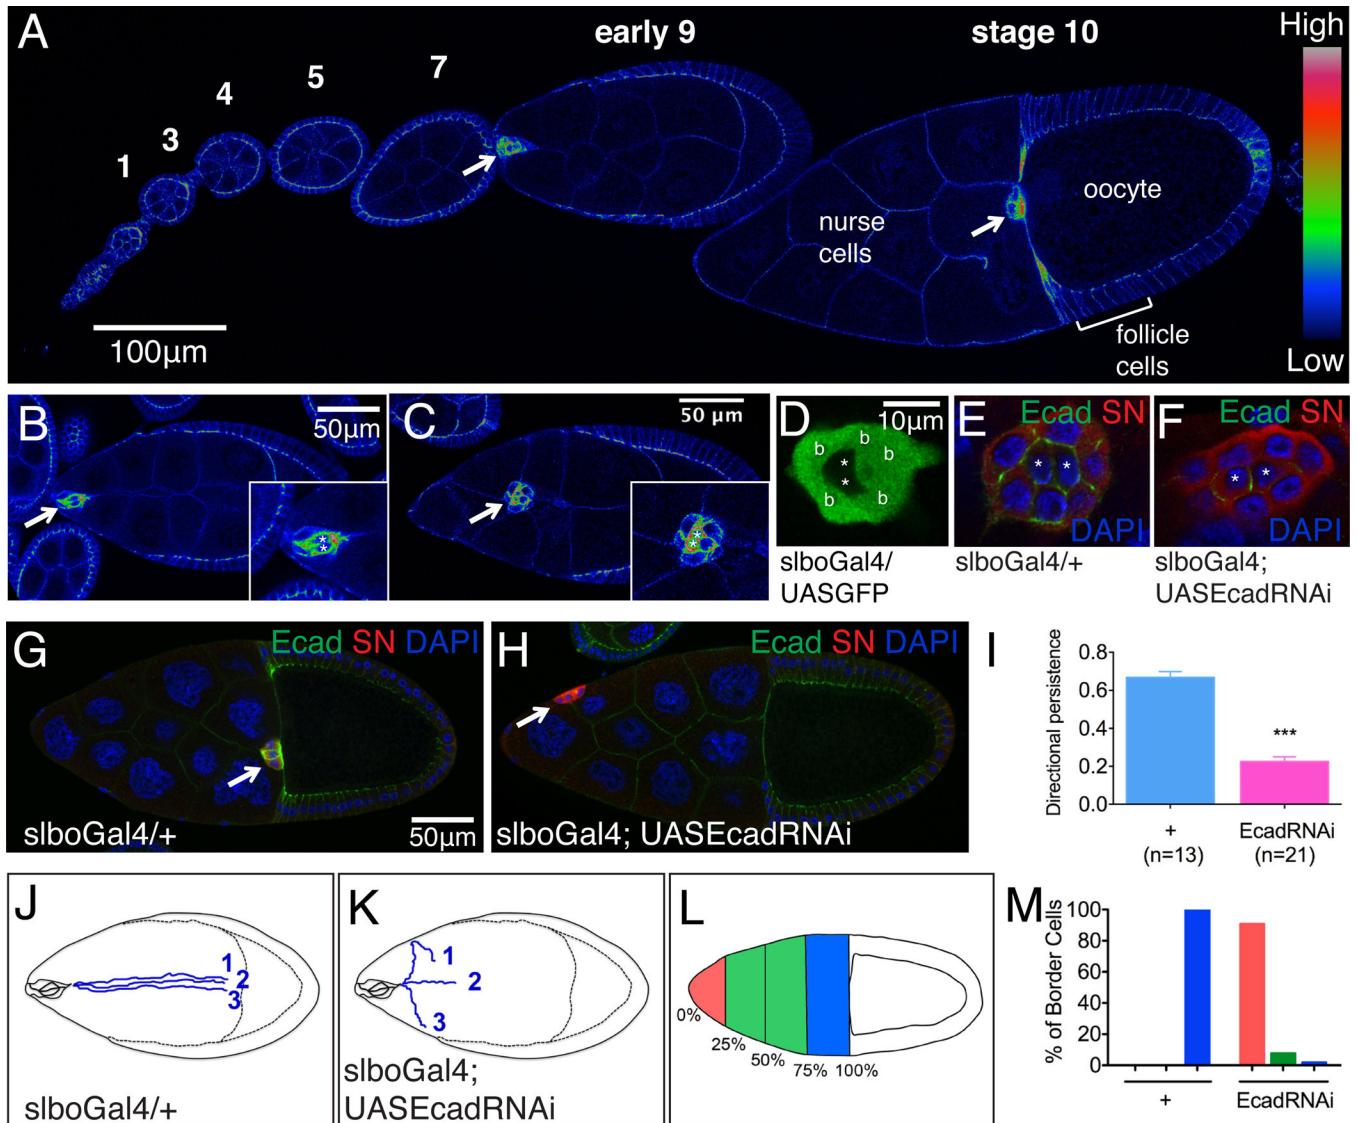 A
1
3
4
5
7
early 9
stage 10
High
Low
nurse
cells
oocyte
follicle
cells
100µm
B
50µm
* *
C
50 µm
* *
D
10µm
b b b b b
* *
slboGal4/
UASGFP
E
Ecad SN
* *
DAPI
slboGal4/+
F
Ecad SN
* *
DAPI
slboGal4;
UASEcadRNAi
G
Ecad SN DAPI
slboGal4/+
50µm
H
Ecad SN DAPI
slboGal4; UASEcadRNAi
I
Directional persistence
0.8
0.6
0.4
0.2
0.0
***
+
(n=13)
EcadRNAi
(n=21)
J
1
2
3
slboGal4/+
K
1
2
3
slboGal4;
UASEcadRNAi
L
0%
25%
50%
75%
100%
M
% of Border Cells
100
80
60
40
20
0
+
EcadRNAi